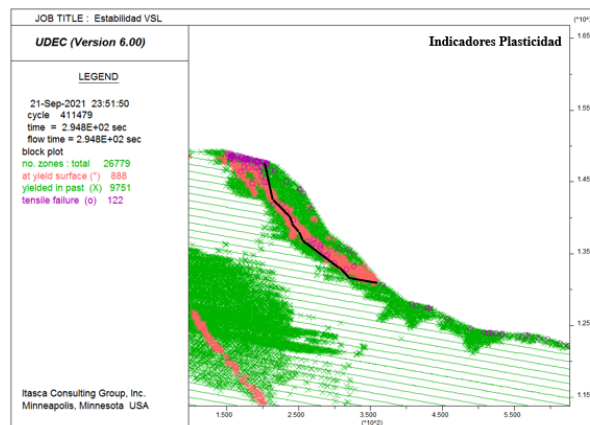 JOB TITLE : Estabilidad VSL
(*10^
UDEC (Version 6.00)
LEGEND
21-Sep-2021 23:51:50
cycle 411479
time = 2.948E+02 sec
flow time = 2.948E+02 sec
block plot
no. zones : total 26779
at yield surface (*) 888
yielded in past (X) 9751
tensile failure (o) 122
Itasca Consulting Group, Inc.
Minneapolis, Minnesota USA
Indicadores Plasticidad
1.65
1.55
1.45
1.35
1.25
1.15
1.500
2.500
3.500
4.500
5.500
(*10^2)